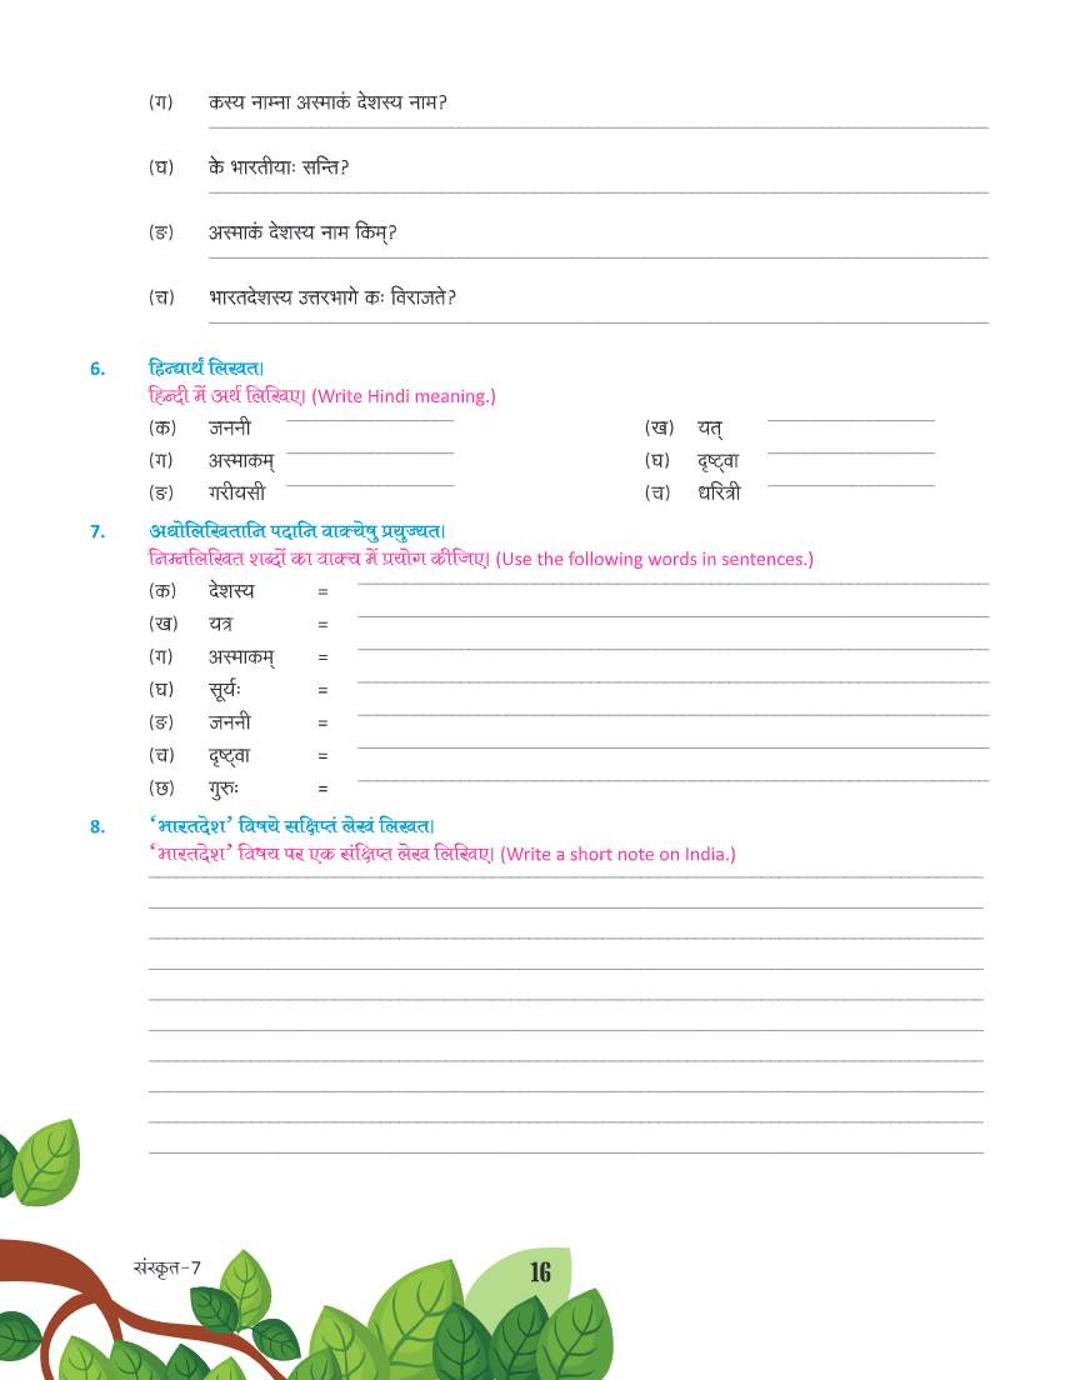 (ग) कस्य नाम्ना अस्माकं देशस्य नाम?
(घ) के भारतीयाः सन्ति?
(ङ) अस्माकं देशस्य नाम किम्?
(च) भारतदेशस्य उत्तरभागे कः विराजते?
6. हिन्द्यार्थं लिखत।
हिन्दी में अर्थ लिखिए। (Write Hindi meaning.)
(क) जननी (ख) यत्
(ग) अस्माकम् (घ) दृष्ट्वा
(ङ) गरीयसी (च) धरित्री
7. अधोलिखितानि पदानि वाक्येषु प्रयुज्यत।
निम्नलिखित शब्दों का वाक्य में प्रयोग कीजिए। (Use the following words in sentences.)
(क) देशस्य =
(ख) यत्र =
(ग) अस्माकम् =
(घ) सूर्यः =
(ङ) जननी =
(च) दृष्ट्वा =
(छ) गुरुः =
8. ‘भारतदेश’ विषये सक्षिप्तं लेखं लिखत।
‘भारतदेश’ विषय पर एक संक्षिप्त लेख लिखिए। (Write a short note on India.)
संस्कृत-7
16